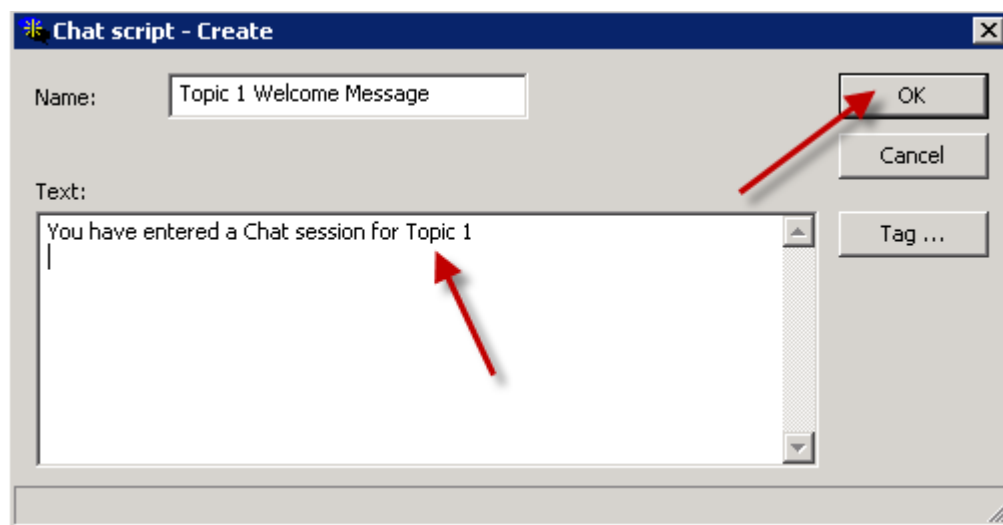 Chat script - Create
Name:
Topic 1 Welcome Message
OK
Cancel
Text:
You have entered a Chat session for Topic 1
Tag ...